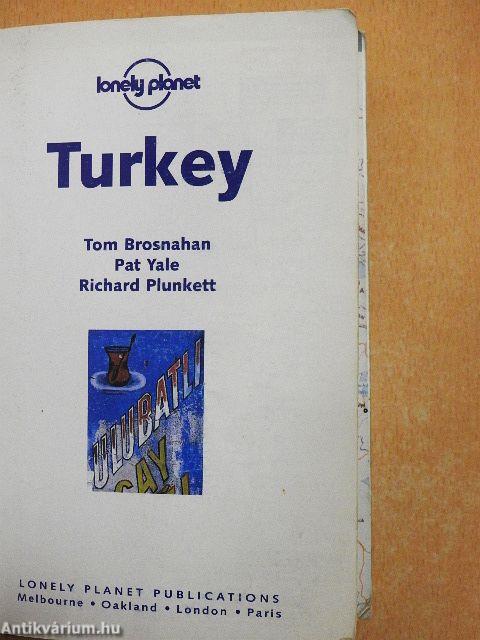 lonely planet
Turkey
Tom Brosnahan
Pat Yale
Richard Plunkett
ULUBATLI
ÇAY
LONELY PLANET PUBLICATIONS
Melbourne • Oakland • London • Paris
Antikvárium.hu